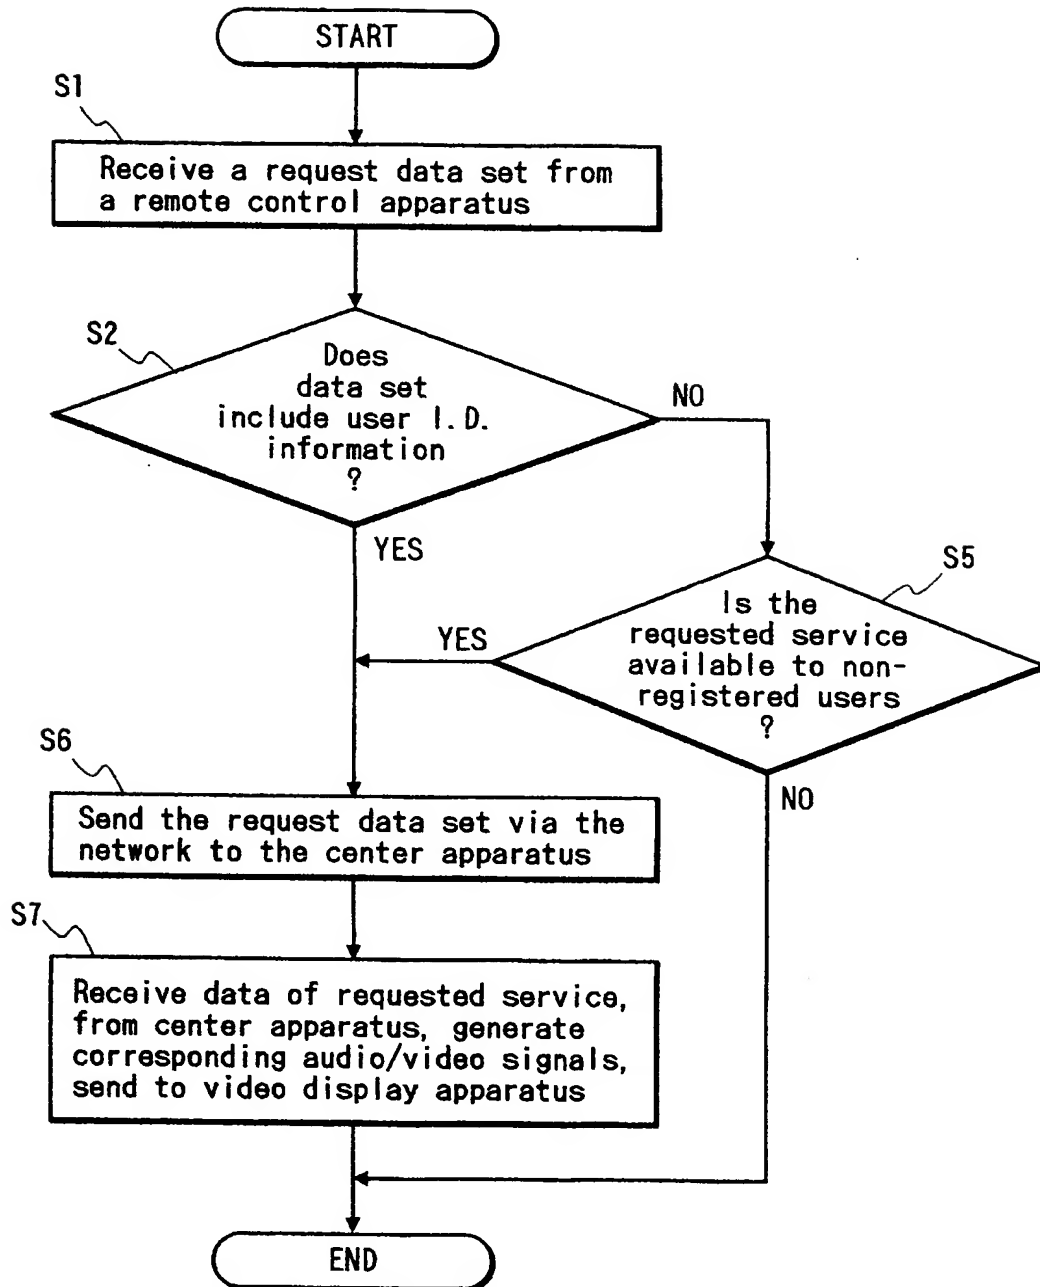 START
S1
Receive a request data set from
a remote control apparatus
S2
Does
data set
include user I.D.
information
?
NO
YES
S5
Is the
requested service
available to non-
registered users
?
YES
NO
S6
Send the request data set via the
network to the center apparatus
S7
Receive data of requested service,
from center apparatus, generate
corresponding audio/video signals,
send to video display apparatus
END